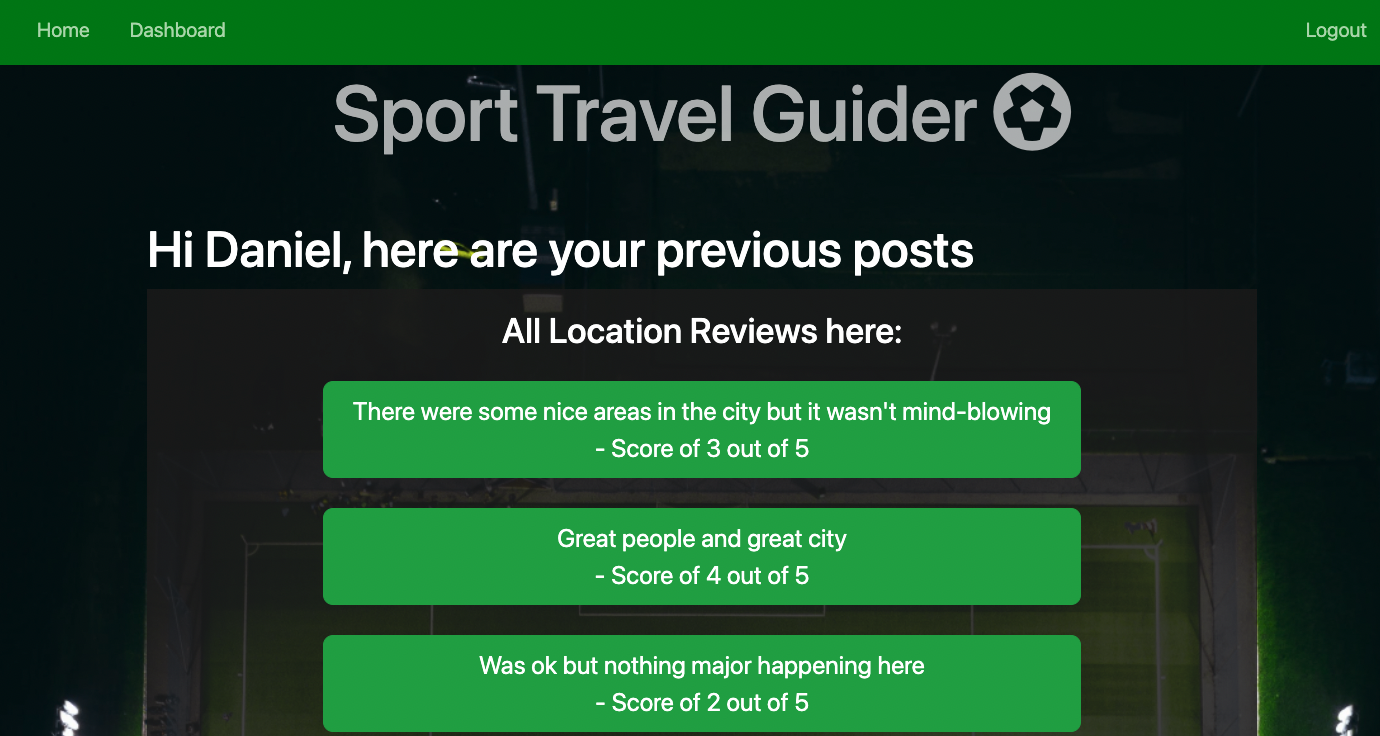 Home Dashboard Logout
Sport Travel Guider
Hi Daniel, here are your previous posts
All Location Reviews here:
There were some nice areas in the city but it wasn't mind-blowing
- Score of 3 out of 5
Great people and great city
- Score of 4 out of 5
Was ok but nothing major happening here
- Score of 2 out of 5